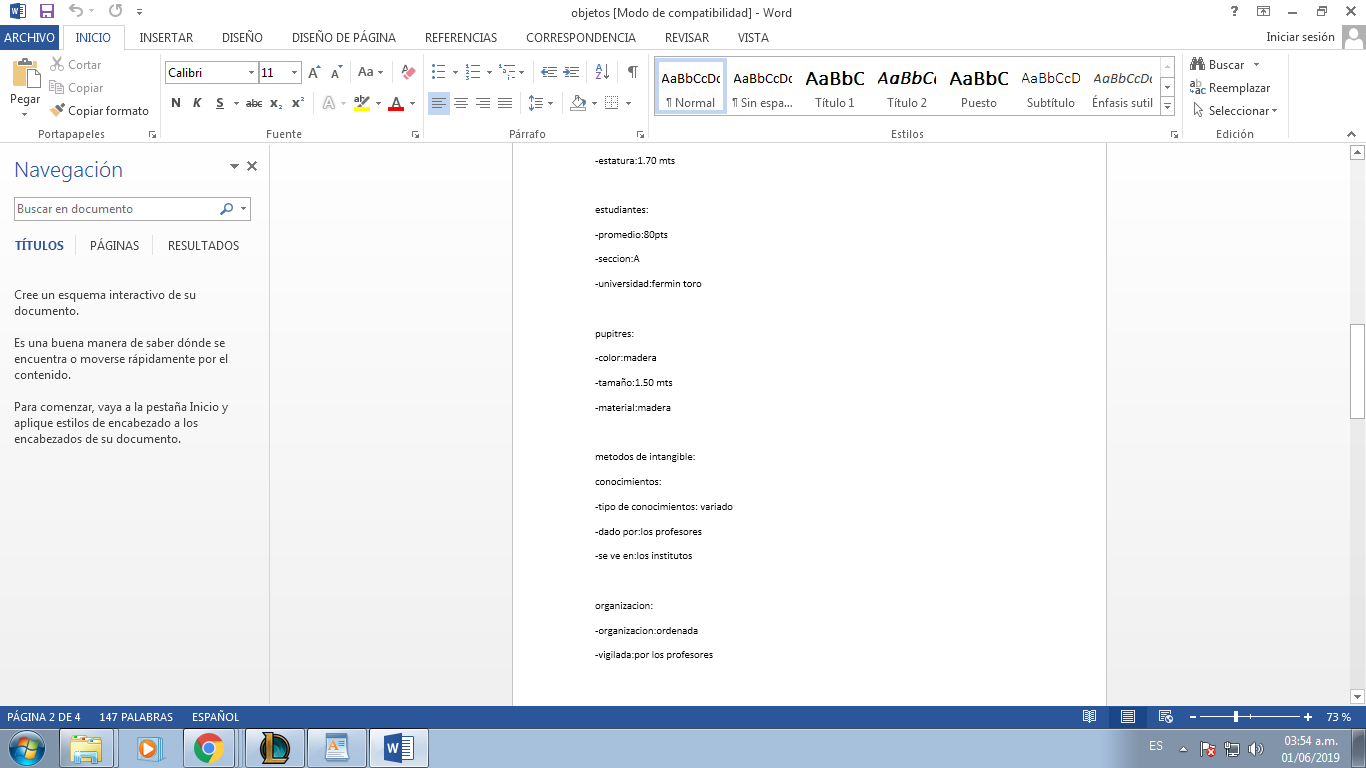 objetos [Modo de compatibilidad] - Word
ARCHIVO INICIO INSERTAR DISEÑO DISEÑO DE PÁGINA REFERENCIAS CORRESPONDENCIA REVISAR VISTA Iniciar sesión
Pegar
Cortar
Copiar
Copiar formato
Portapapeles
Calibri 11
N K S abc x₂ x²
Fuente
Párrafo
AaBbCcDc AaBbCcDc AaBbC AaBbCc AaBbC AaBbCcD AaBbCcDc
¶ Normal ¶ Sin espa... Título 1 Título 2 Puesto Subtítulo Énfasis sutil
Estilos
Buscar
Reemplazar
Seleccionar
Edición
Navegación
Buscar en documento
TÍTULOS PÁGINAS RESULTADOS
Cree un esquema interactivo de su
documento.
Es una buena manera de saber dónde se
encuentra o moverse rápidamente por el
contenido.
Para comenzar, vaya a la pestaña Inicio y
aplique estilos de encabezado a los
encabezados de su documento.
-estatura:1.70 mts
estudiantes:
-promedio:80pts
-seccion:A
-universidad:fermin toro
pupitres:
-color:madera
-tamaño:1.50 mts
-material:madera
metodos de intangible:
conocimientos:
-tipo de conocimientos: variado
-dado por:los profesores
-se ve en:los institutos
organizacion:
-organizacion:ordenada
-vigilada:por los profesores
PÁGINA 2 DE 4 147 PALABRAS ESPAÑOL 73 %
ES 03:54 a.m.
01/06/2019